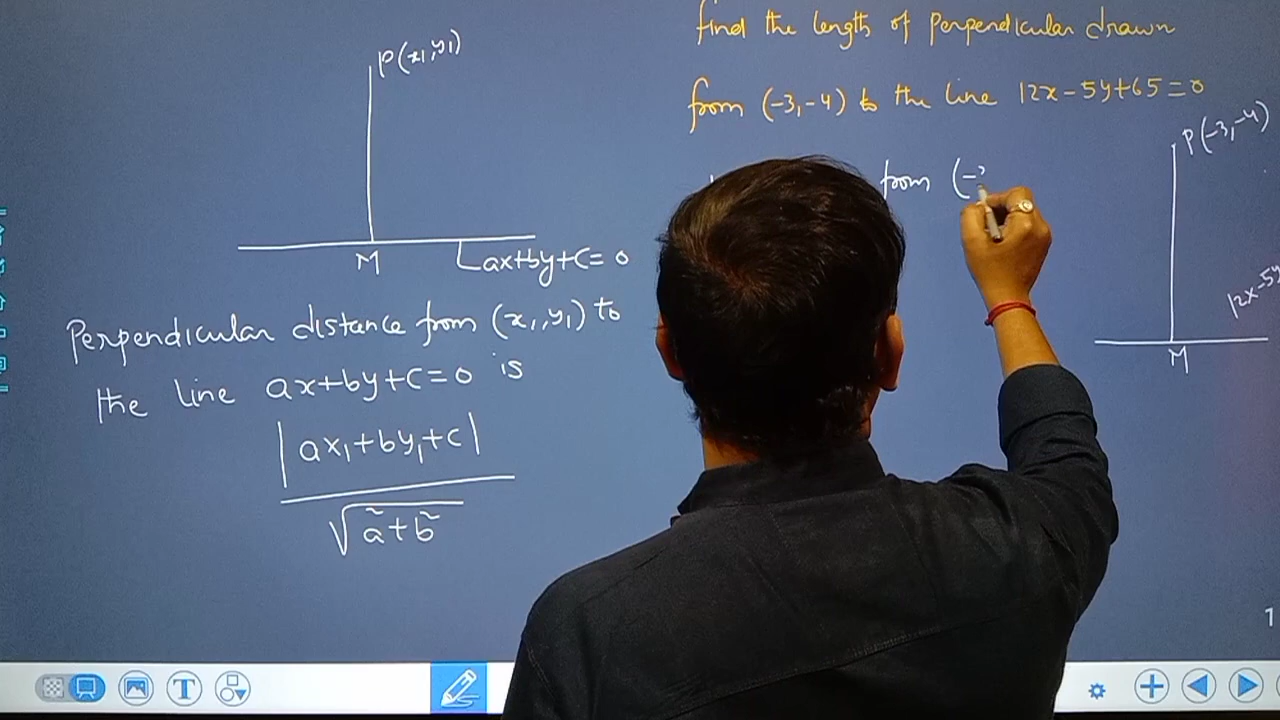 P(x₁,y₁)
M
ax+by+c=0
Perpendicular distance from (x₁,y₁) to
the line ax+by+c=0 is
|ax₁+by₁+c|
√a²+b²
find the length of perpendicular drawn
from (-3,-4) to the line 12x-5y+65=0
from (-
P(-3,-4)
12x-5y
M
1
T